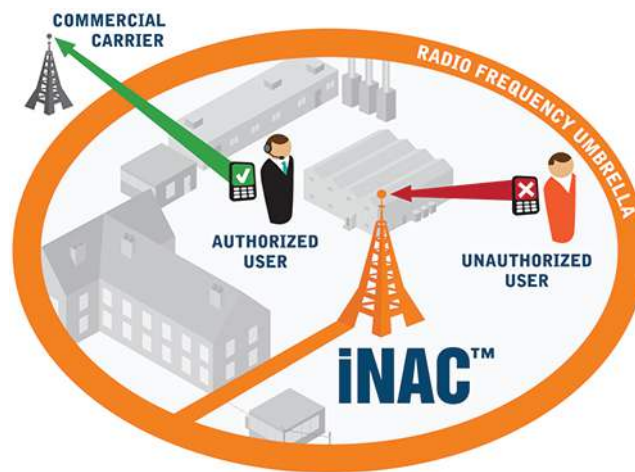 COMMERCIAL
CARRIER
RADIO FREQUENCY UMBRELLA
AUTHORIZED
USER
UNAUTHORIZED
USER
iNAC™